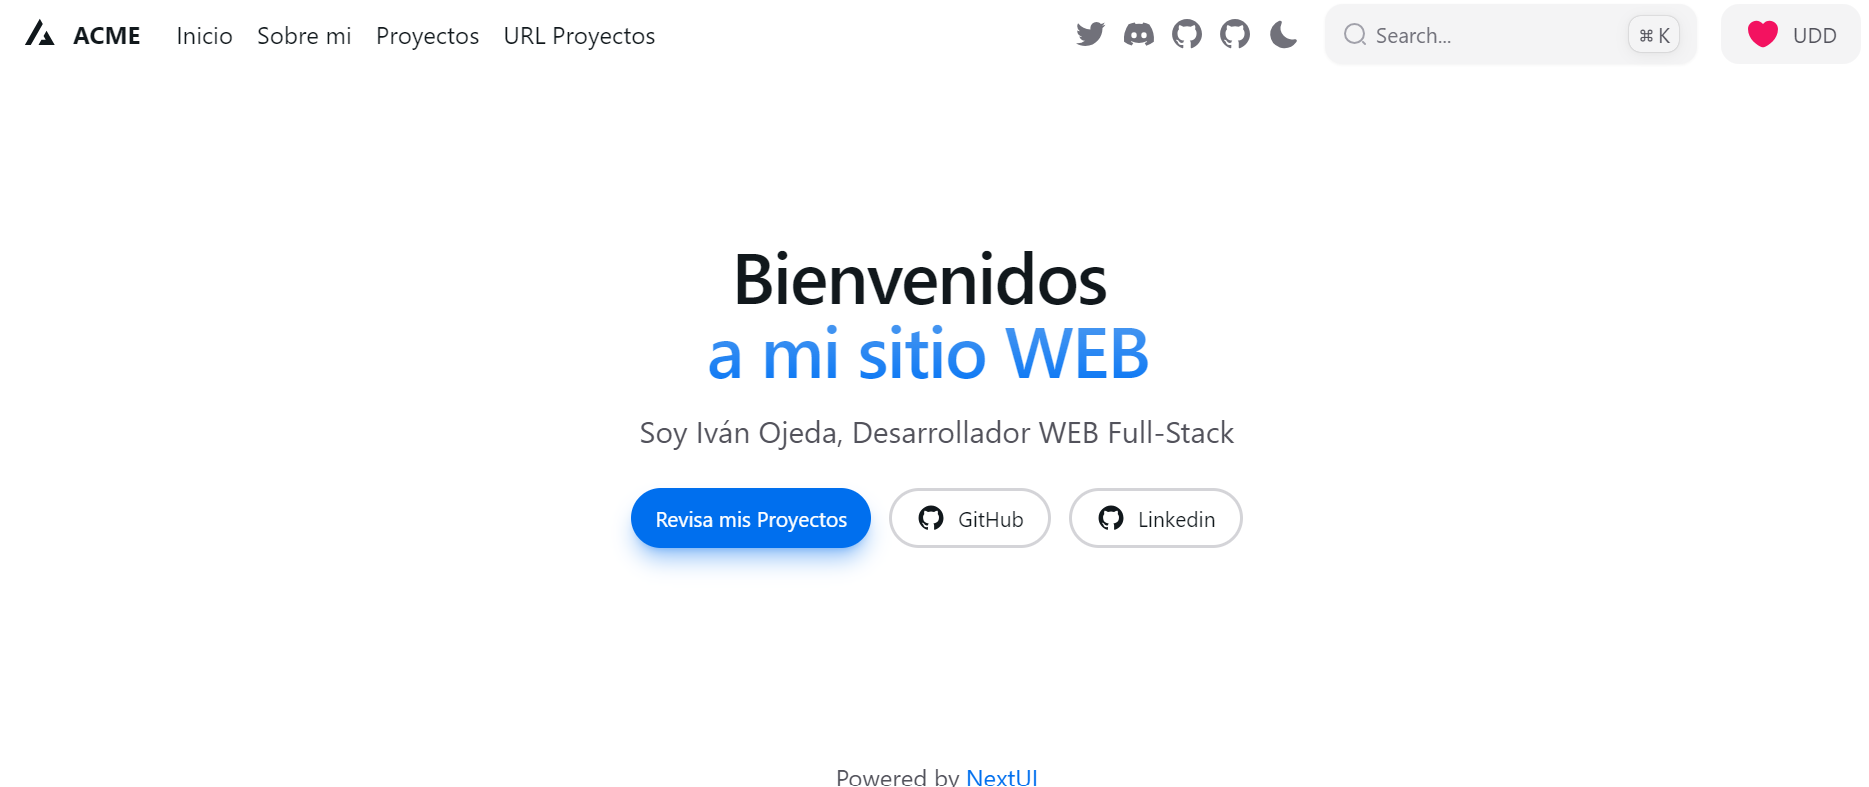 ACME Inicio Sobre mi Proyectos URL Proyectos Search... ⌘ K UDD
Bienvenidos
a mi sitio WEB
Soy Iván Ojeda, Desarrollador WEB Full-Stack
Revisa mis Proyectos GitHub Linkedin
Powered by NextUI